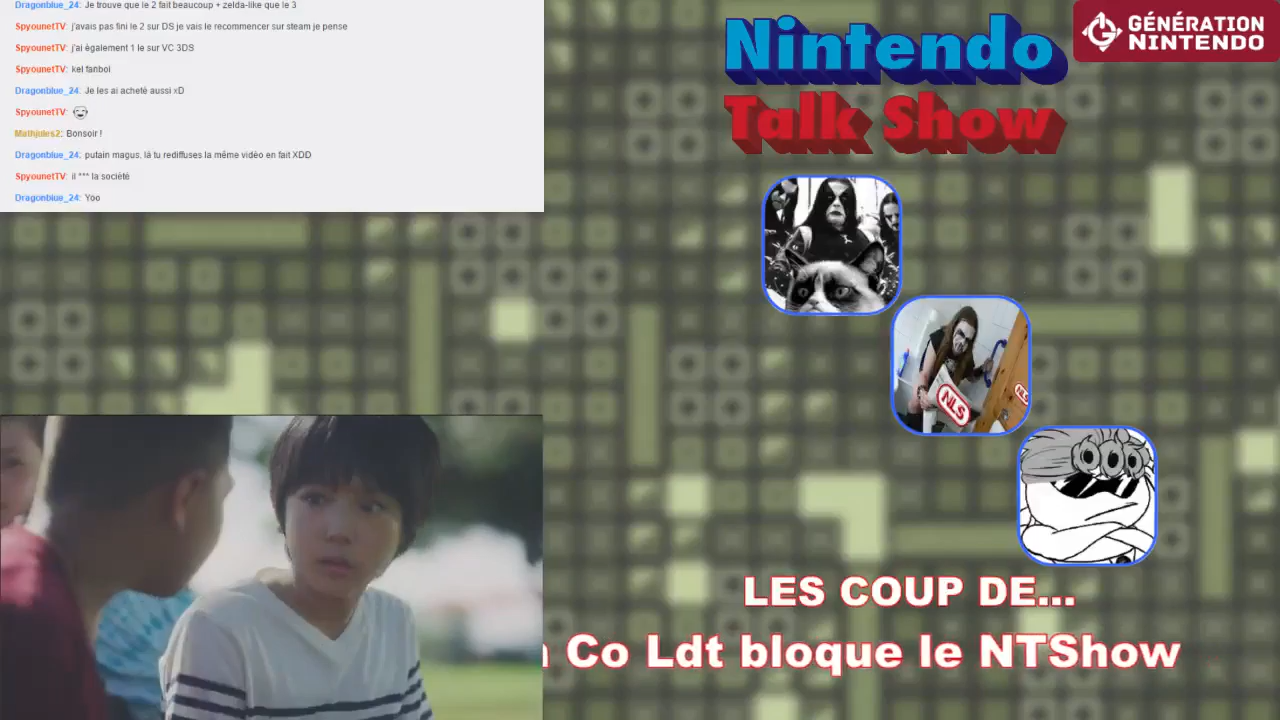 Dragonblue_24: Je trouve que le 2 fait beaucoup + zelda-like que le 3
SpyounetTV: j'avais pas fini le 2 sur DS je vais le recommencer sur steam je pense
SpyounetTV: j'ai également 1 le sur VC 3DS
SpyounetTV: kel fanboi
Dragonblue_24: Je les ai acheté aussi xD
SpyounetTV:
Mathjules2: Bonsoir !
Dragonblue_24: putain magus, là tu rediffuses la même vidéo en fait XDD
SpyounetTV: il *** la société
Dragonblue_24: Yoo
Nintendo
Talk Show
GÉNÉRATION
NINTENDO
NLS
LES COUP DE...
Co Ldt bloque le NTShow